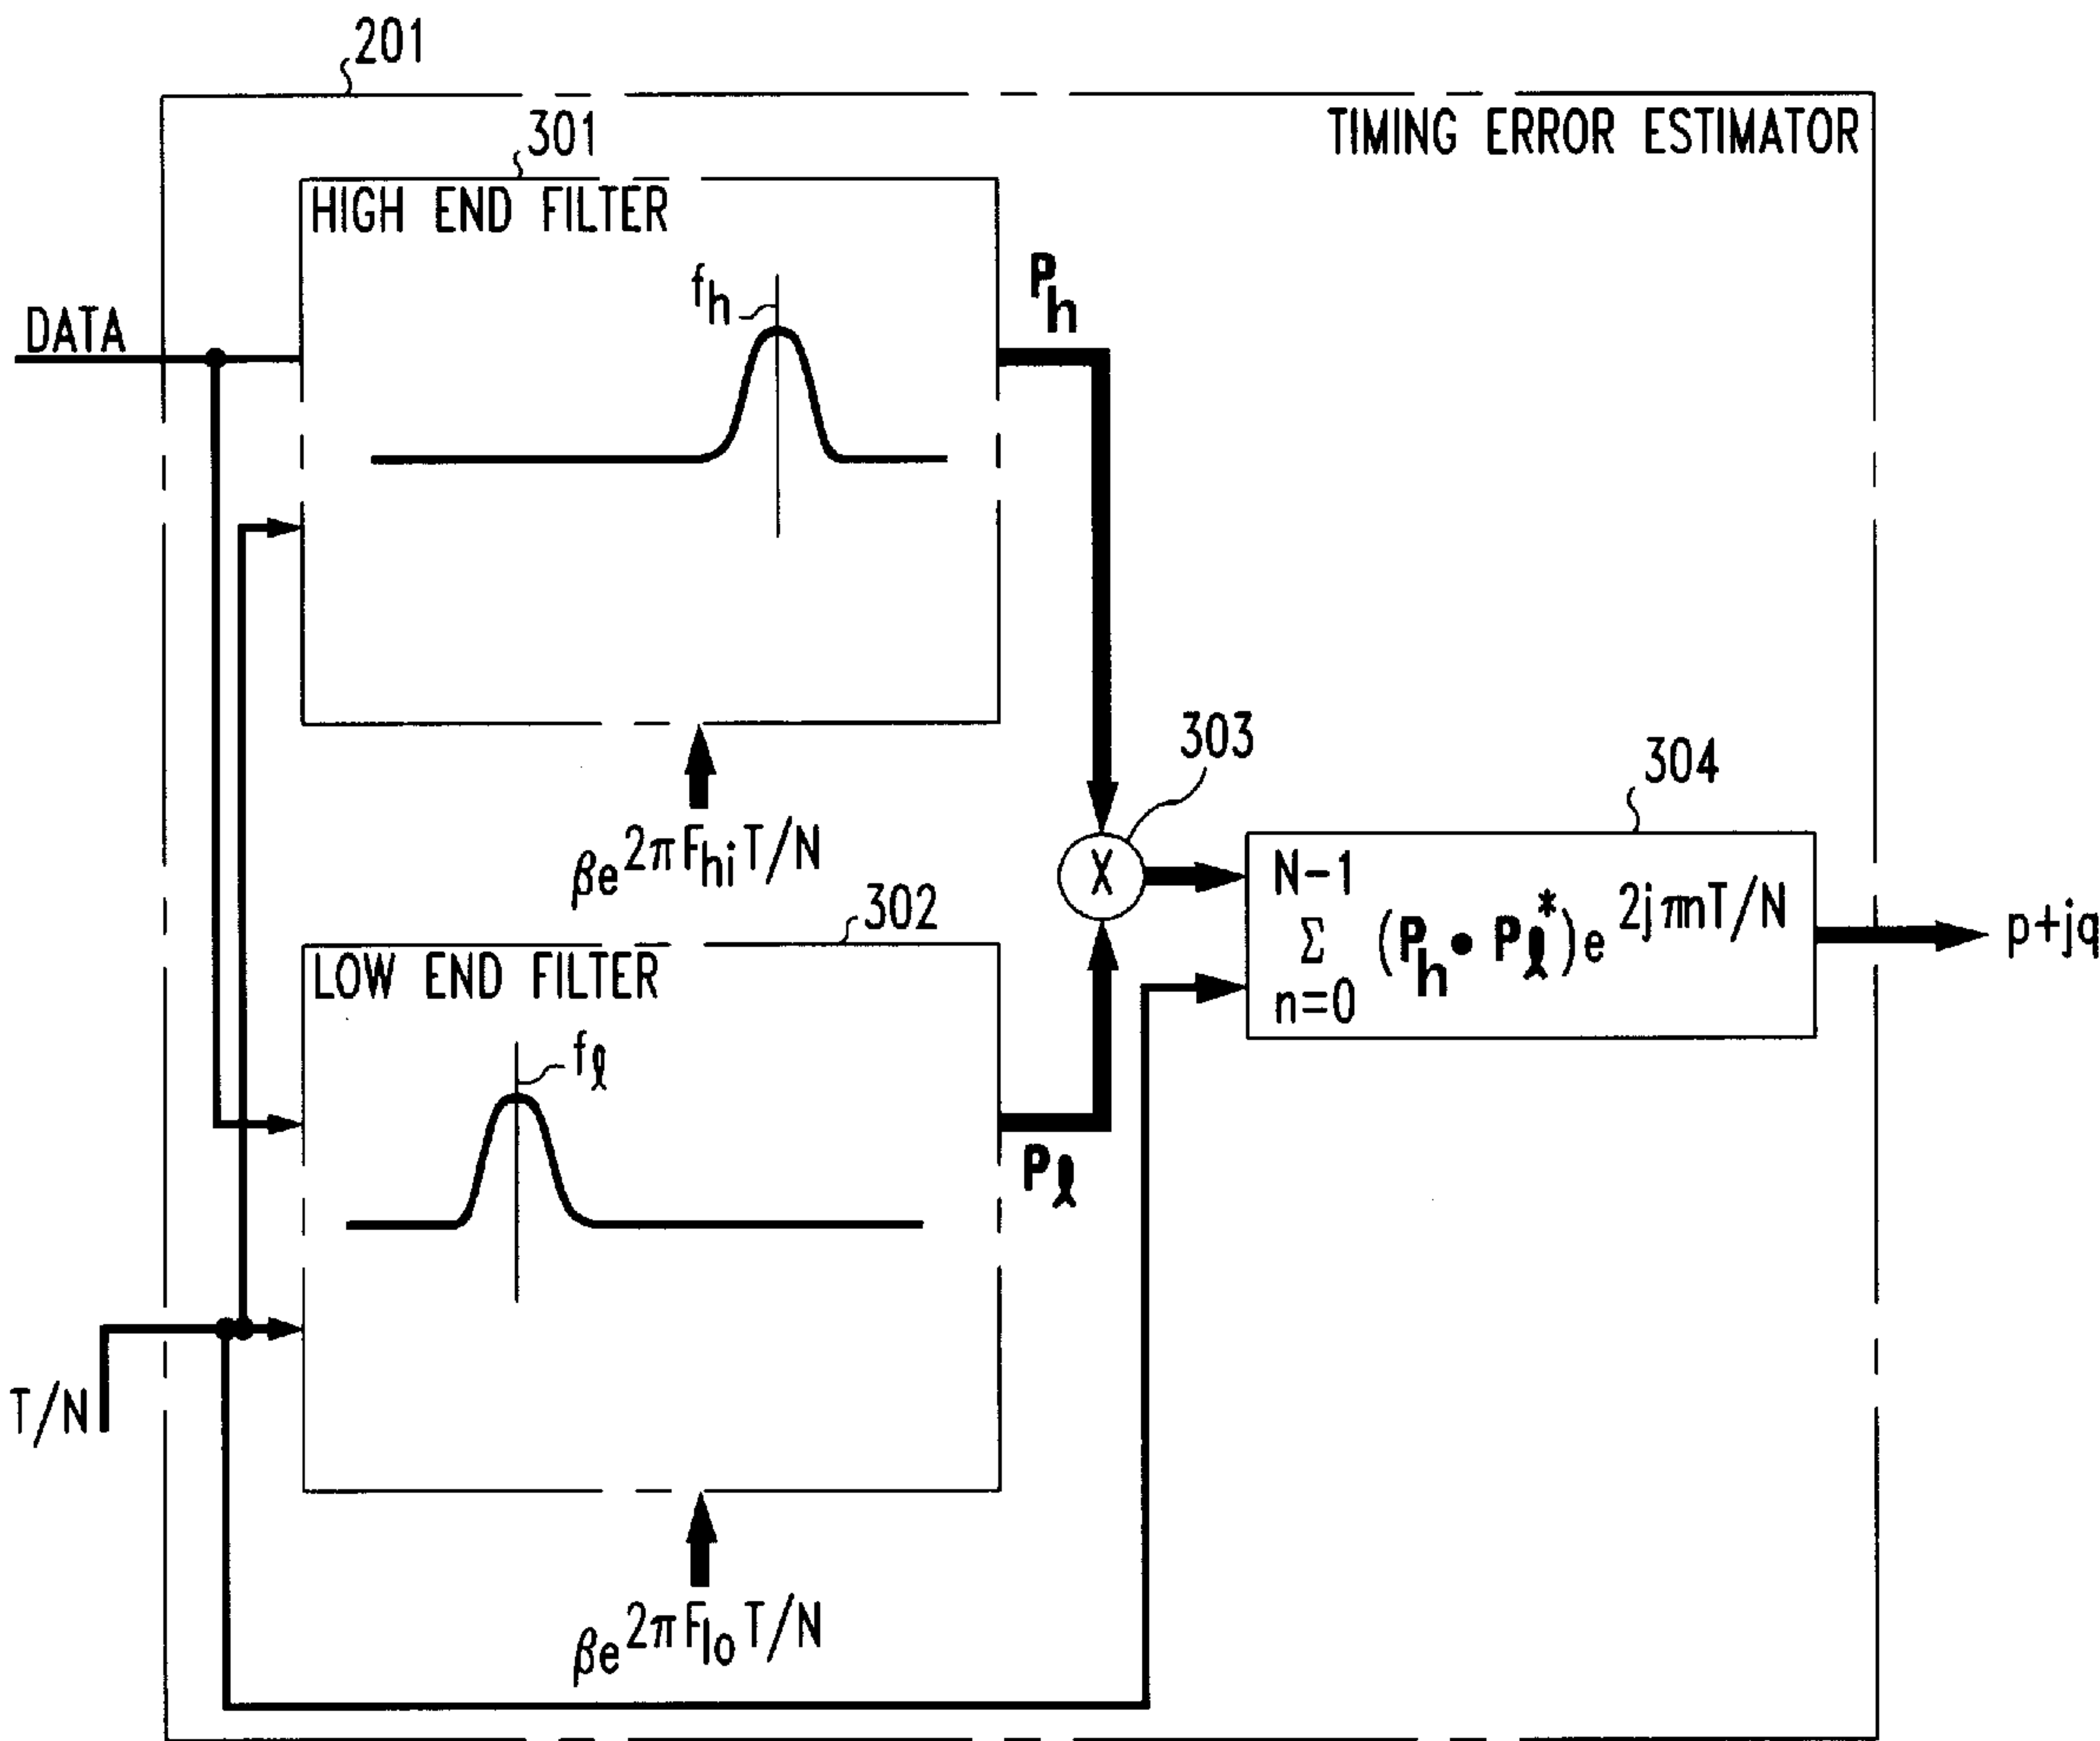 201
TIMING ERROR ESTIMATOR
301
HIGH END FILTER
f_h
P_h
DATA
βe^{2πF_{hi}T/N}
303
304
302
N-1
Σ (P_h • P_ℓ^*)e^{2jπnT/N}
n=0
p+jq
LOW END FILTER
f_ℓ
P_ℓ
T/N
βe^{2πF_{lo}T/N}